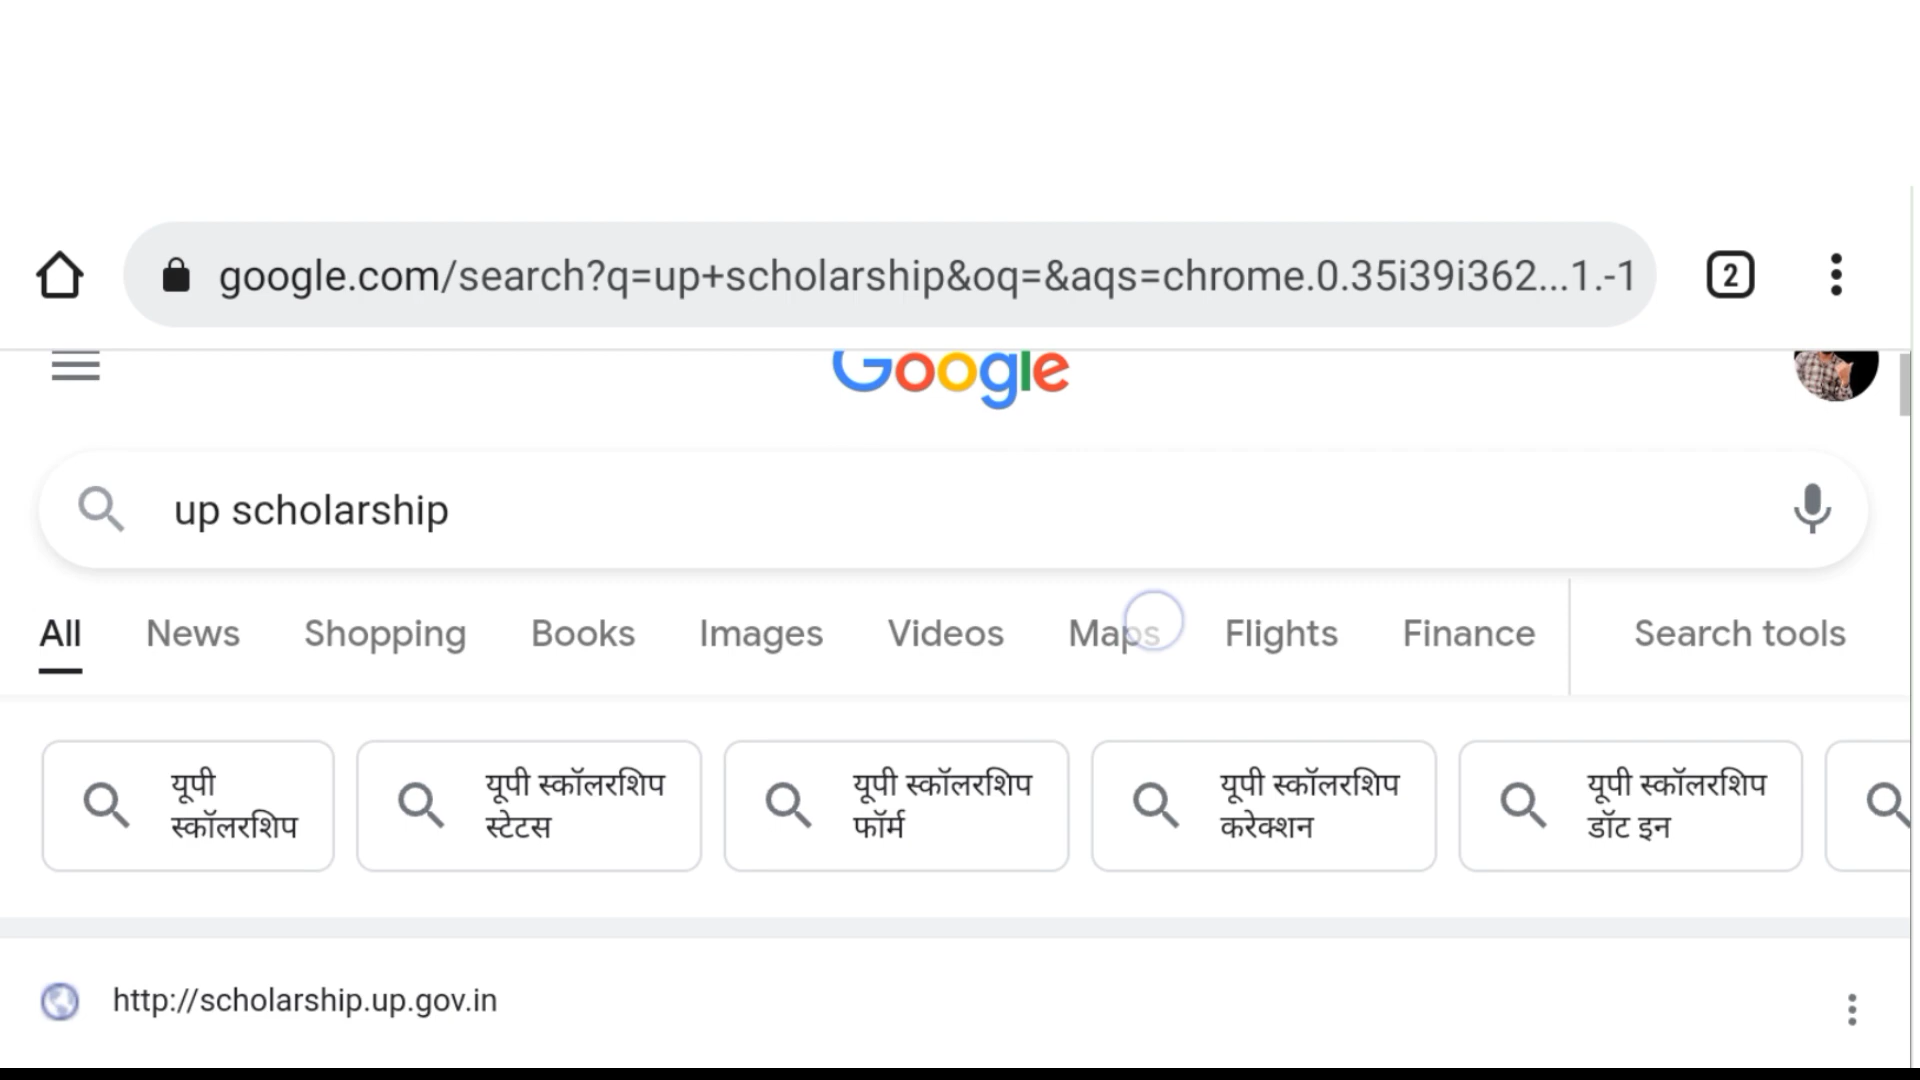 google.com/search?q=up+scholarship&oq=&aqs=chrome.0.35i39i362...1.-1
2
Google
up scholarship
All News Shopping Books Images Videos Maps Flights Finance Search tools
यूपी
स्कॉलरशिप
यूपी स्कॉलरशिप
स्टेटस
यूपी स्कॉलरशिप
फॉर्म
यूपी स्कॉलरशिप
करेक्शन
यूपी स्कॉलरशिप
डॉट इन
http://scholarship.up.gov.in